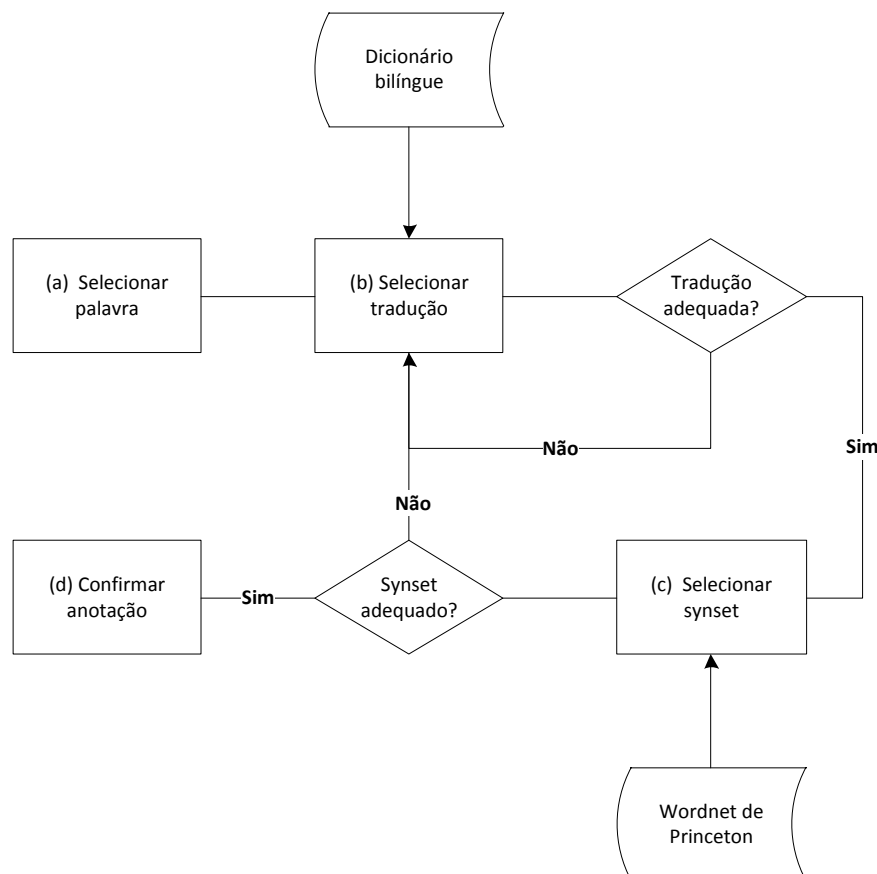 Dicionário
bilíngue
(a) Selecionar
palavra
(b) Selecionar
tradução
Tradução
adequada?
Não
Sim
Não
(d) Confirmar
anotação
Sim
Synset
adequado?
(c) Selecionar
synset
Wordnet de
Princeton